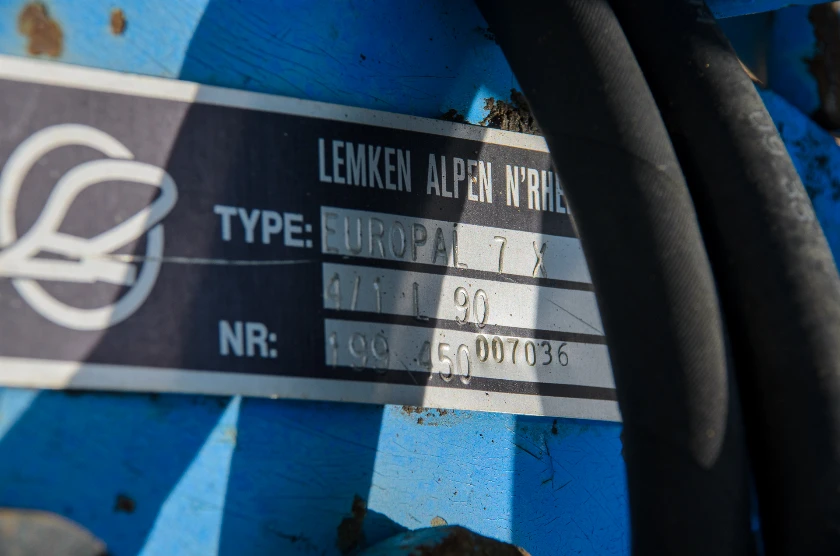 LEMKEN ALPEN N'RHE
TYPE: EUROPAL 7 X
4/1 L 90
NR: 199 450 007036